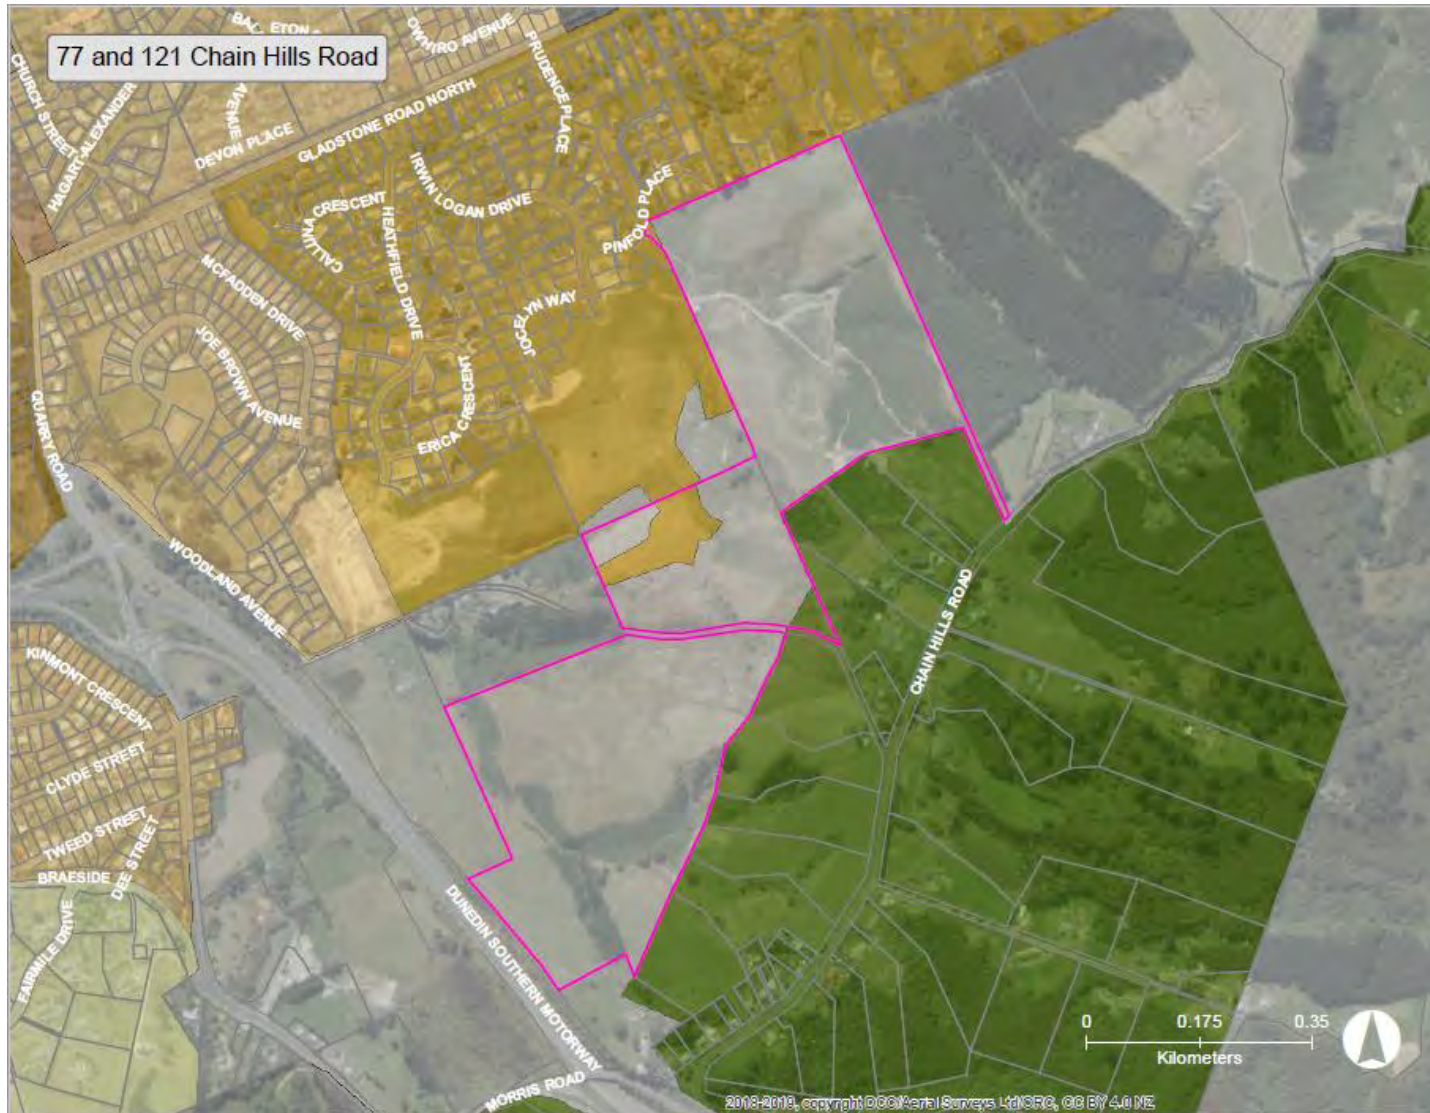 77 and 121 Chain Hills Road
OWHIRO AVENUE
PRUDENCE PLACE
CHURCH STREET
HAGART-ALEXANDER
AVENUE
DEVON PLACE
GLADSTONE ROAD NORTH
IRWIN LOGAN DRIVE
CALLINA CRESCENT
HEATHFIELD DRIVE
PINFOLD PLACE
MCFADDEN DRIVE
JOE BROWN AVENUE
JOCELYN WAY
ERICA CRESCENT
QUARRY ROAD
WOODLAND AVENUE
CHAIN HILLS ROAD
KINMONT CRESCENT
CLYDE STREET
TWEED STREET
DEE STREET
BRAESIDE
FAIRMILE DRIVE
DUNEDIN SOUTHERN MOTORWAY
MORRIS ROAD
0 0.175 0.35
Kilometers
2018-2019, copyright DCC/Aerial Surveys Ltd/ORC, CC BY 4.0 NZ